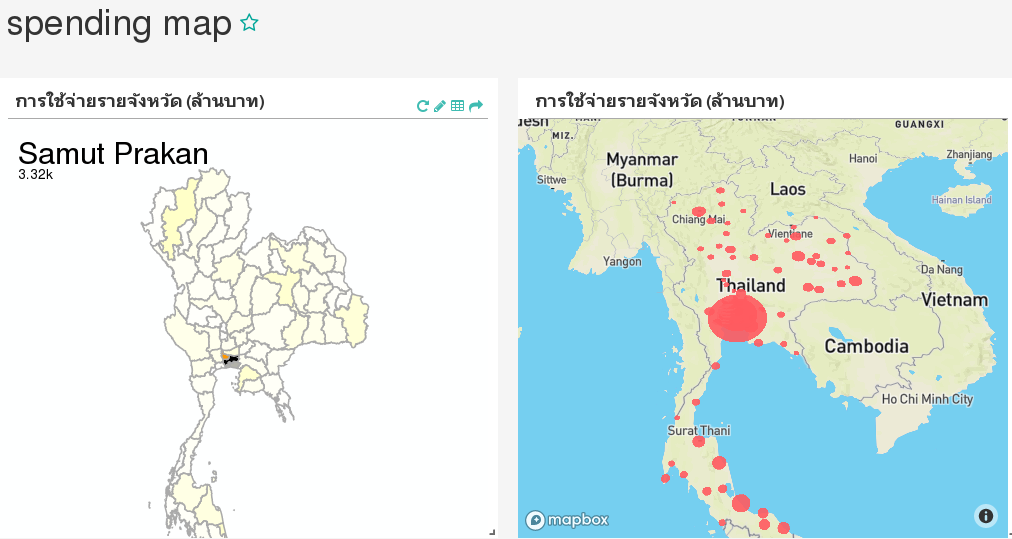 spending map
การใช้จ่ายรายจังหวัด (ล้านบาท)
Samut Prakan
3.32k
การใช้จ่ายรายจังหวัด (ล้านบาท)
desh
MIZ.
GUANGXI
Myanmar
(Burma)
Hanoi
Zhanjiang
Sittwe
Laos
Hainan Island
Chiang Mai
Vientiane
Yangon
Da Nang
Thailand
Vietnam
Cambodia
Ho Chi Minh City
Surat Thani
mapbox